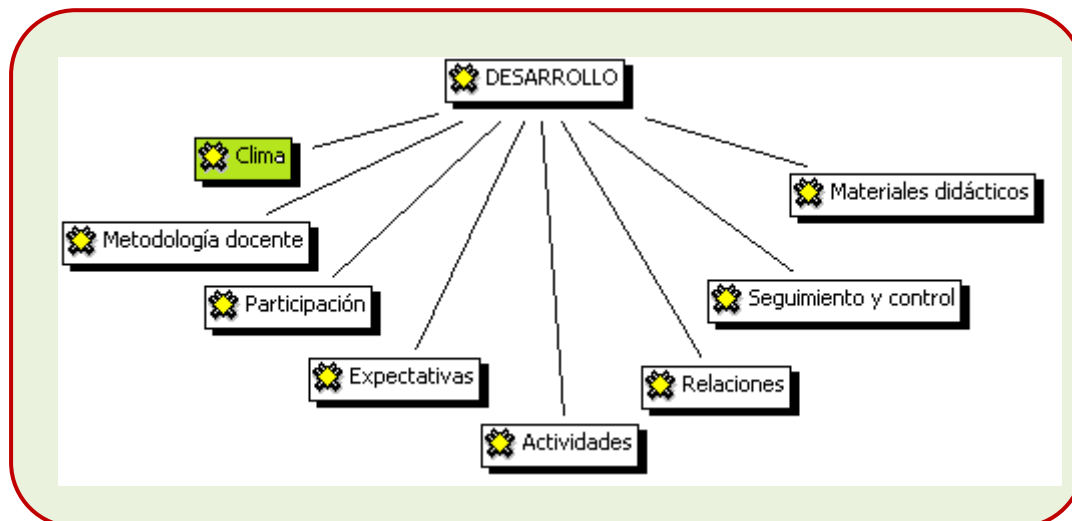 DESARROLLO
Clima
Materiales didácticos
Metodología docente
Participación
Seguimiento y control
Expectativas
Relaciones
Actividades